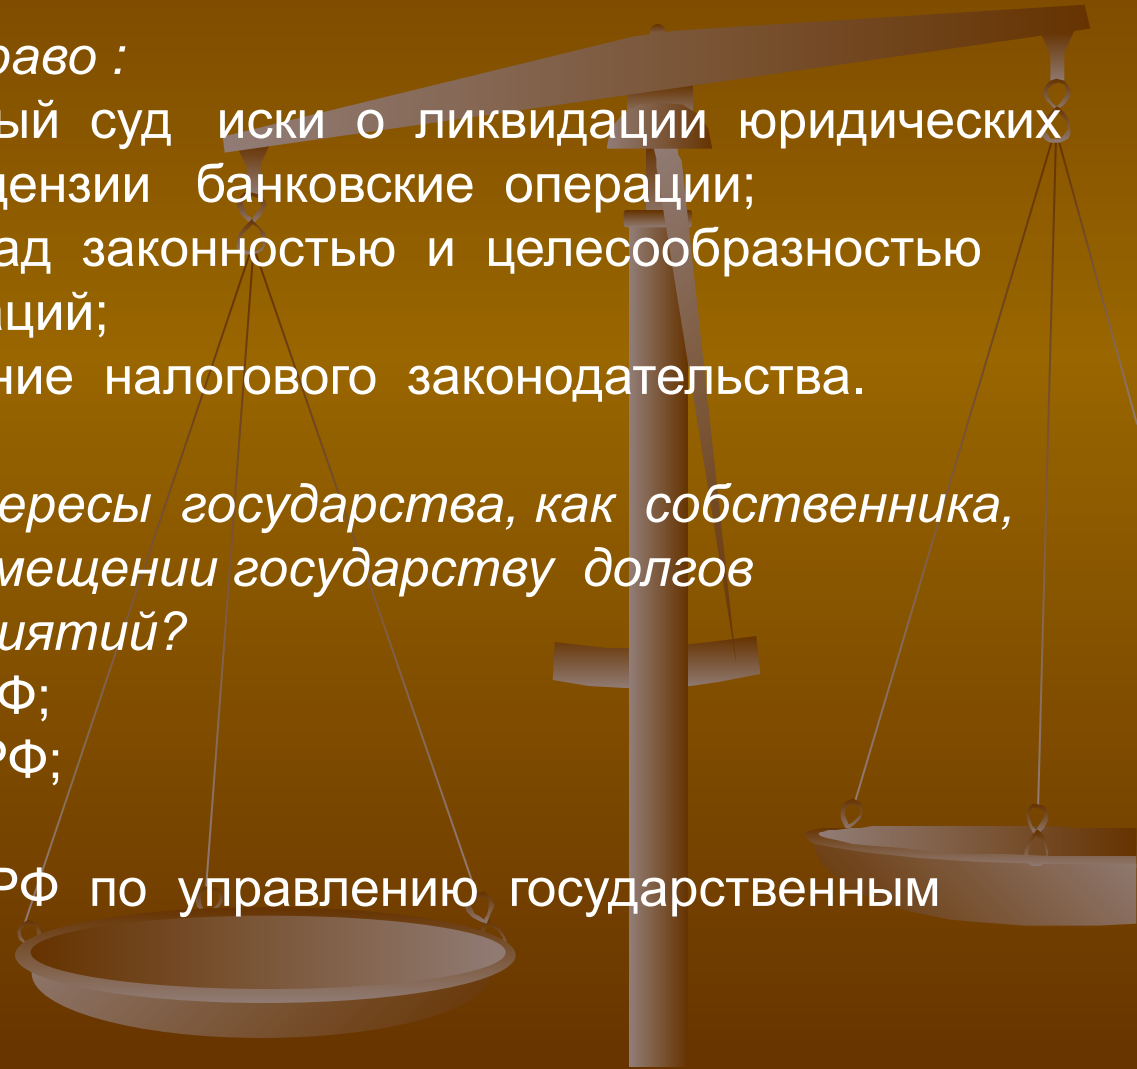 раво :
ый суд иски о ликвидации юридических
цензии банковские операции;
ад законностью и целесообразностью
аций;
ние налогового законодательства.
ересы государства, как собственника,
мещении государству долгов
иятий?
Ф;
РФ;
РФ по управлению государственным